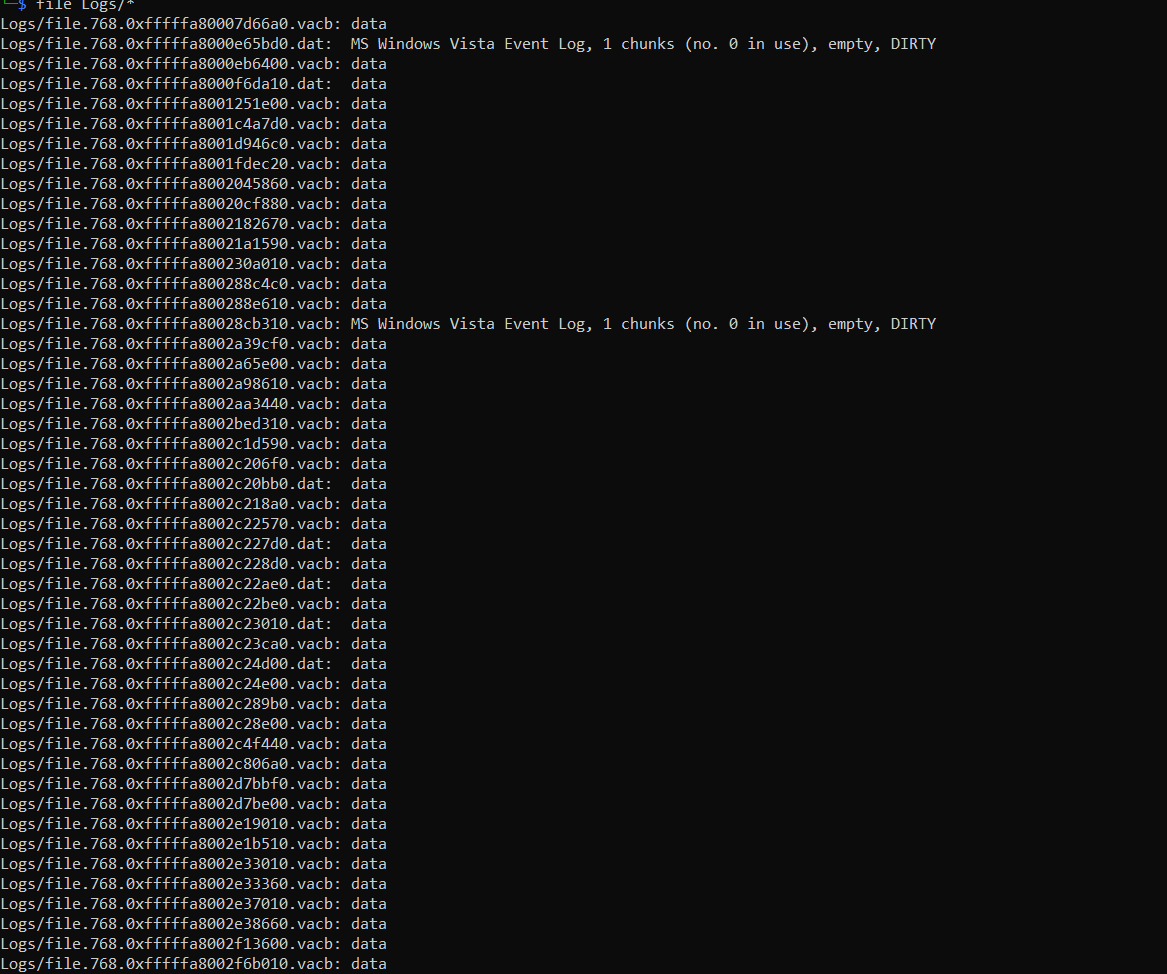 └─$ file Logs/*
Logs/file.768.0xfffffa80007d66a0.vacb: data
Logs/file.768.0xfffffa8000e65bd0.dat:  MS Windows Vista Event Log, 1 chunks (no. 0 in use), empty, DIRTY
Logs/file.768.0xfffffa8000eb6400.vacb: data
Logs/file.768.0xfffffa8000f6da10.dat:  data
Logs/file.768.0xfffffa8001251e00.vacb: data
Logs/file.768.0xfffffa8001c4a7d0.vacb: data
Logs/file.768.0xfffffa8001d946c0.vacb: data
Logs/file.768.0xfffffa8001fdec20.vacb: data
Logs/file.768.0xfffffa8002045860.vacb: data
Logs/file.768.0xfffffa80020cf880.vacb: data
Logs/file.768.0xfffffa8002182670.vacb: data
Logs/file.768.0xfffffa80021a1590.vacb: data
Logs/file.768.0xfffffa800230a010.vacb: data
Logs/file.768.0xfffffa800288c4c0.vacb: data
Logs/file.768.0xfffffa800288e610.vacb: data
Logs/file.768.0xfffffa80028cb310.vacb: MS Windows Vista Event Log, 1 chunks (no. 0 in use), empty, DIRTY
Logs/file.768.0xfffffa8002a39cf0.vacb: data
Logs/file.768.0xfffffa8002a65e00.vacb: data
Logs/file.768.0xfffffa8002a98610.vacb: data
Logs/file.768.0xfffffa8002aa3440.vacb: data
Logs/file.768.0xfffffa8002bed310.vacb: data
Logs/file.768.0xfffffa8002c1d590.vacb: data
Logs/file.768.0xfffffa8002c206f0.vacb: data
Logs/file.768.0xfffffa8002c20bb0.dat:  data
Logs/file.768.0xfffffa8002c218a0.vacb: data
Logs/file.768.0xfffffa8002c22570.vacb: data
Logs/file.768.0xfffffa8002c227d0.dat:  data
Logs/file.768.0xfffffa8002c228d0.vacb: data
Logs/file.768.0xfffffa8002c22ae0.dat:  data
Logs/file.768.0xfffffa8002c22be0.vacb: data
Logs/file.768.0xfffffa8002c23010.dat:  data
Logs/file.768.0xfffffa8002c23ca0.vacb: data
Logs/file.768.0xfffffa8002c24d00.dat:  data
Logs/file.768.0xfffffa8002c24e00.vacb: data
Logs/file.768.0xfffffa8002c289b0.vacb: data
Logs/file.768.0xfffffa8002c28e00.vacb: data
Logs/file.768.0xfffffa8002c4f440.vacb: data
Logs/file.768.0xfffffa8002c806a0.vacb: data
Logs/file.768.0xfffffa8002d7bbf0.vacb: data
Logs/file.768.0xfffffa8002d7be00.vacb: data
Logs/file.768.0xfffffa8002e19010.vacb: data
Logs/file.768.0xfffffa8002e1b510.vacb: data
Logs/file.768.0xfffffa8002e33010.vacb: data
Logs/file.768.0xfffffa8002e33360.vacb: data
Logs/file.768.0xfffffa8002e37010.vacb: data
Logs/file.768.0xfffffa8002e38660.vacb: data
Logs/file.768.0xfffffa8002f13600.vacb: data
Logs/file.768.0xfffffa8002f6b010.vacb: data